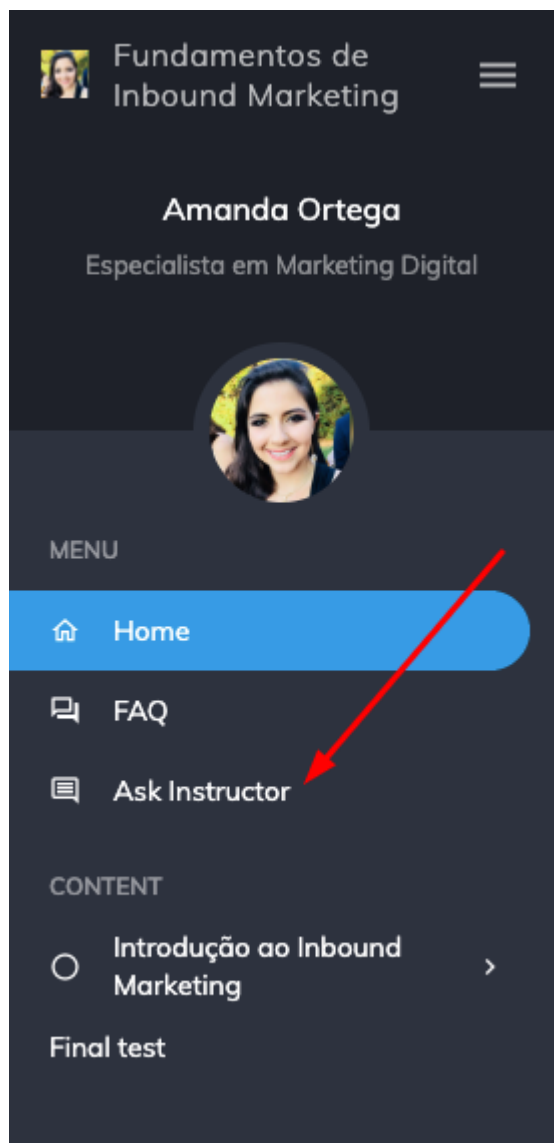 Fundamentos de
Inbound Marketing
Amanda Ortega
Especialista em Marketing Digital
MENU
Home
FAQ
Ask Instructor
CONTENT
Introdução ao Inbound
Marketing
Final test